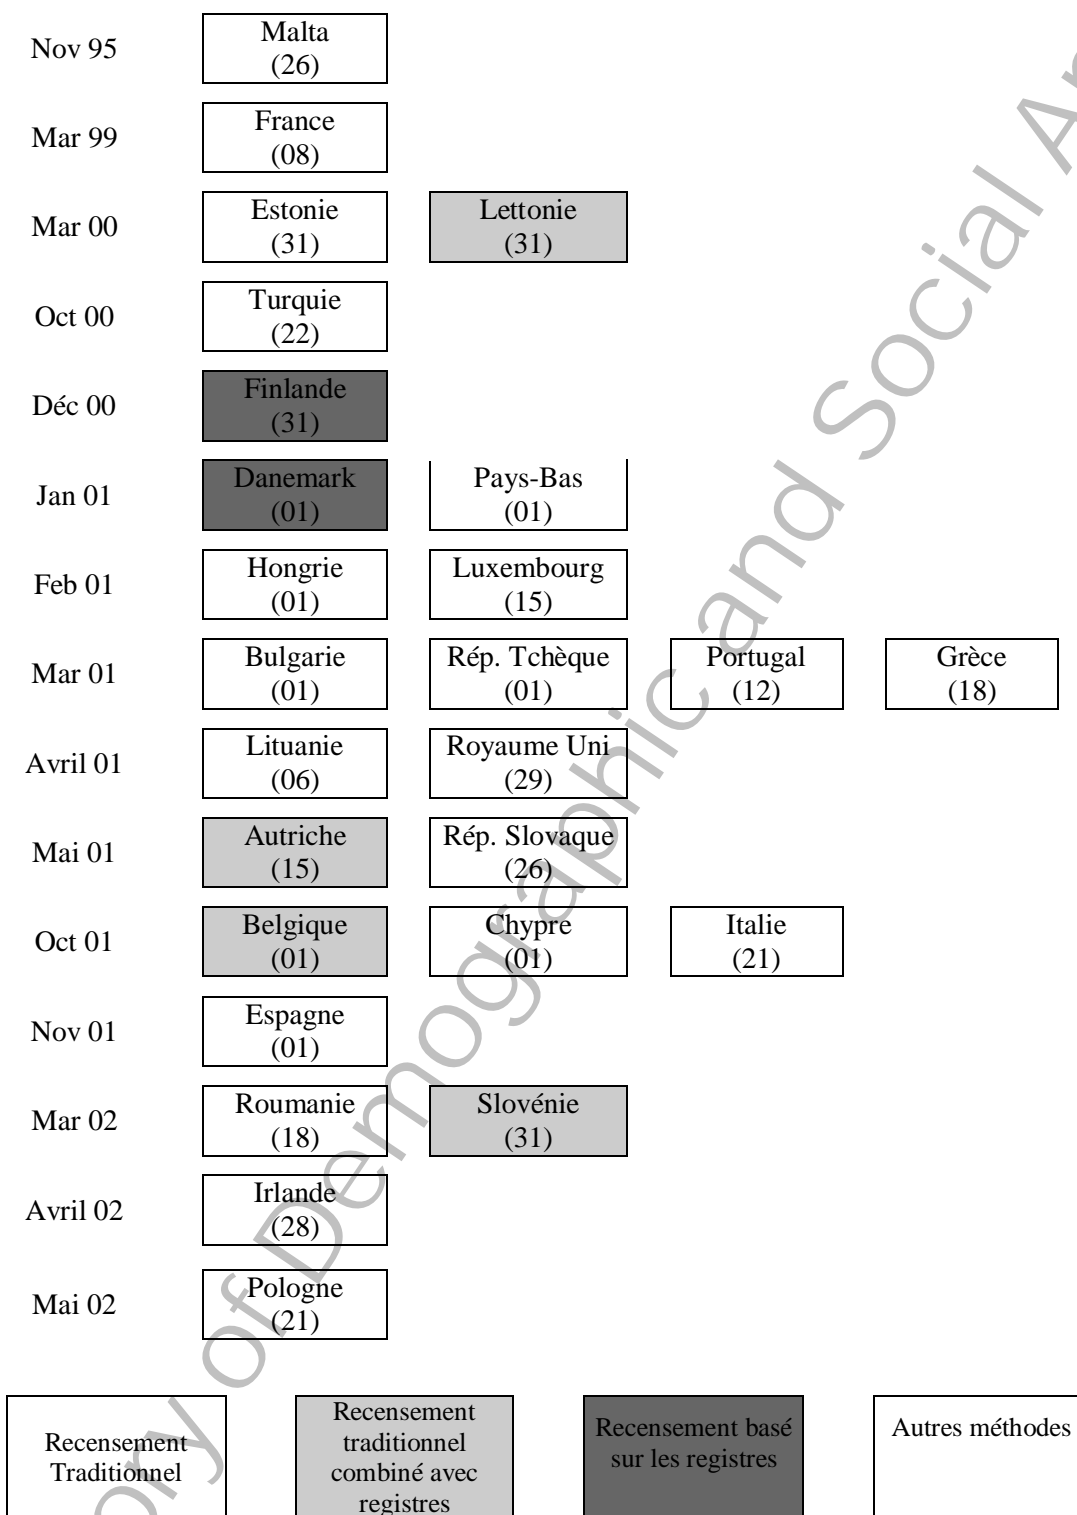 Nov 95
Malta
(26)
Mar 99
France
(08)
Mar 00
Estonie
(31)
Lettonie
(31)
Oct 00
Turquie
(22)
Déc 00
Finlande
(31)
Jan 01
Danemark
(01)
Pays-Bas
(01)
Feb 01
Hongrie
(01)
Luxembourg
(15)
Mar 01
Bulgarie
(01)
Rép. Tchèque
(01)
Portugal
(12)
Grèce
(18)
Avril 01
Lituanie
(06)
Royaume Uni
(29)
Mai 01
Autriche
(15)
Rép. Slovaque
(26)
Oct 01
Belgique
(01)
Chypre
(01)
Italie
(21)
Nov 01
Espagne
(01)
Mar 02
Roumanie
(18)
Slovénie
(31)
Avril 02
Irlande
(28)
Mai 02
Pologne
(21)
Recensement
Traditionnel
Recensement
traditionnel
combiné avec
registres
Recensement basé
sur les registres
Autres méthodes
of Demographic and Social